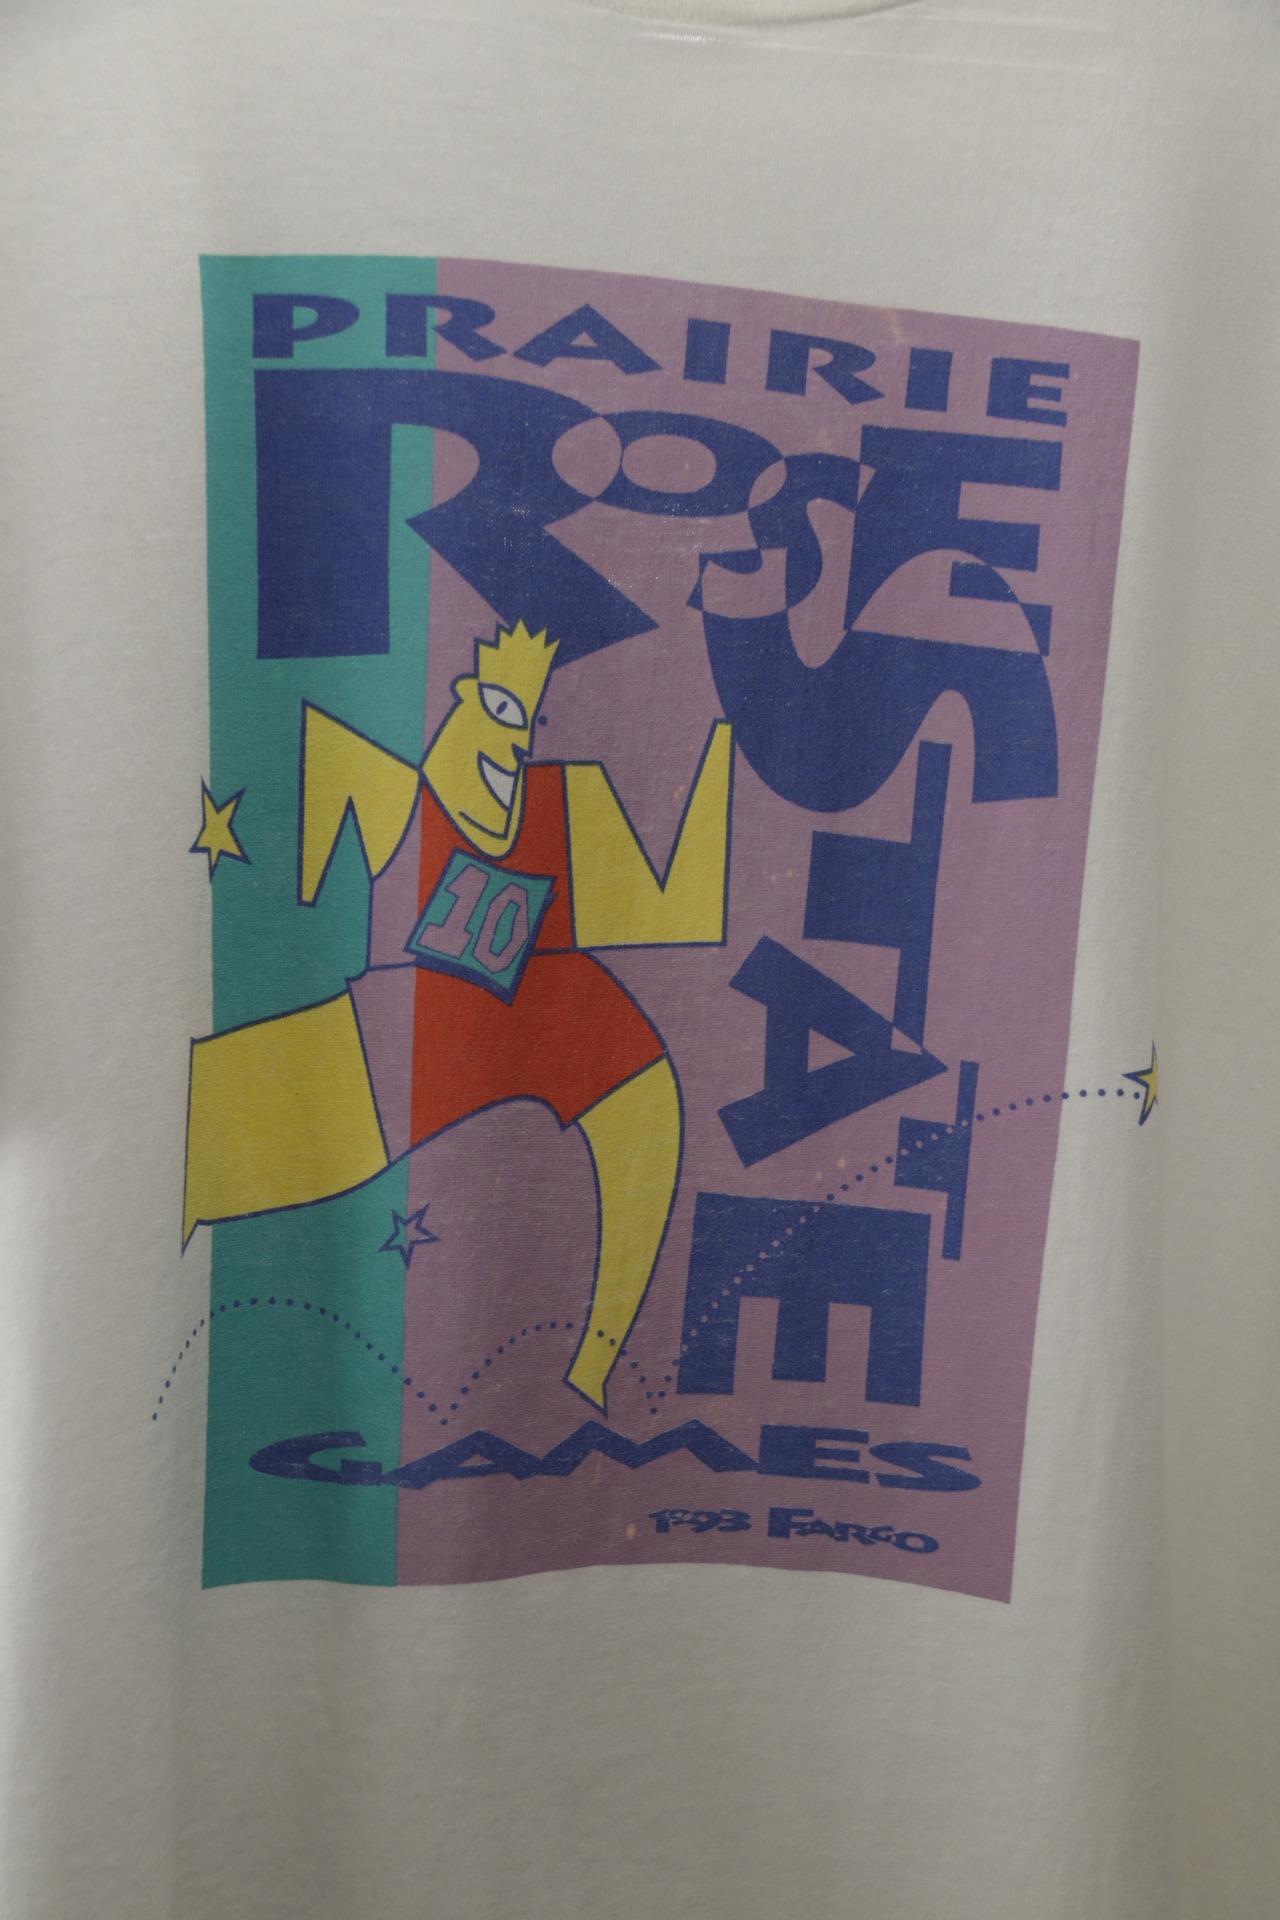 PRAIRIE
ROSE
STATE
10
GAMES
1993 FARGO